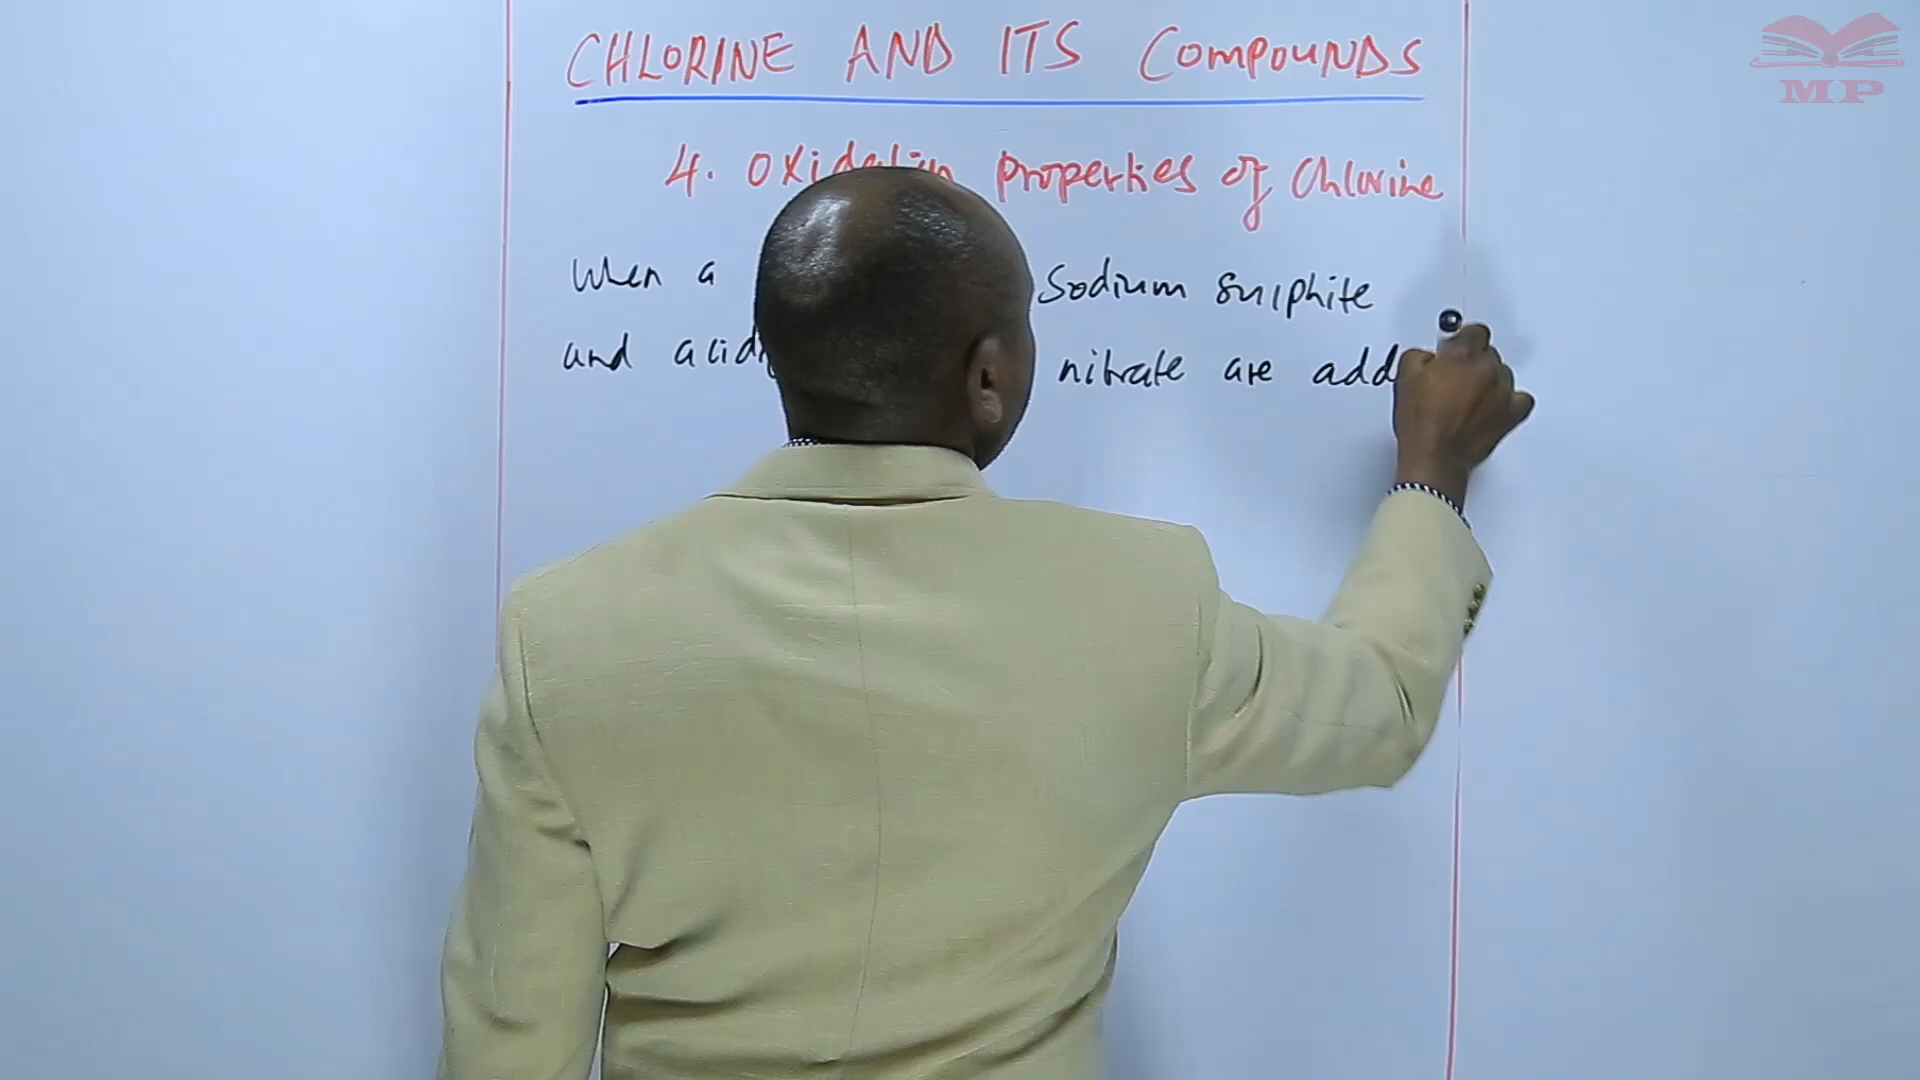 CHLORINE AND ITS COMPOUNDS
MP
4. Oxidation properties of Chlorine
When a Sodium Sulphite
and acid nitrate are add